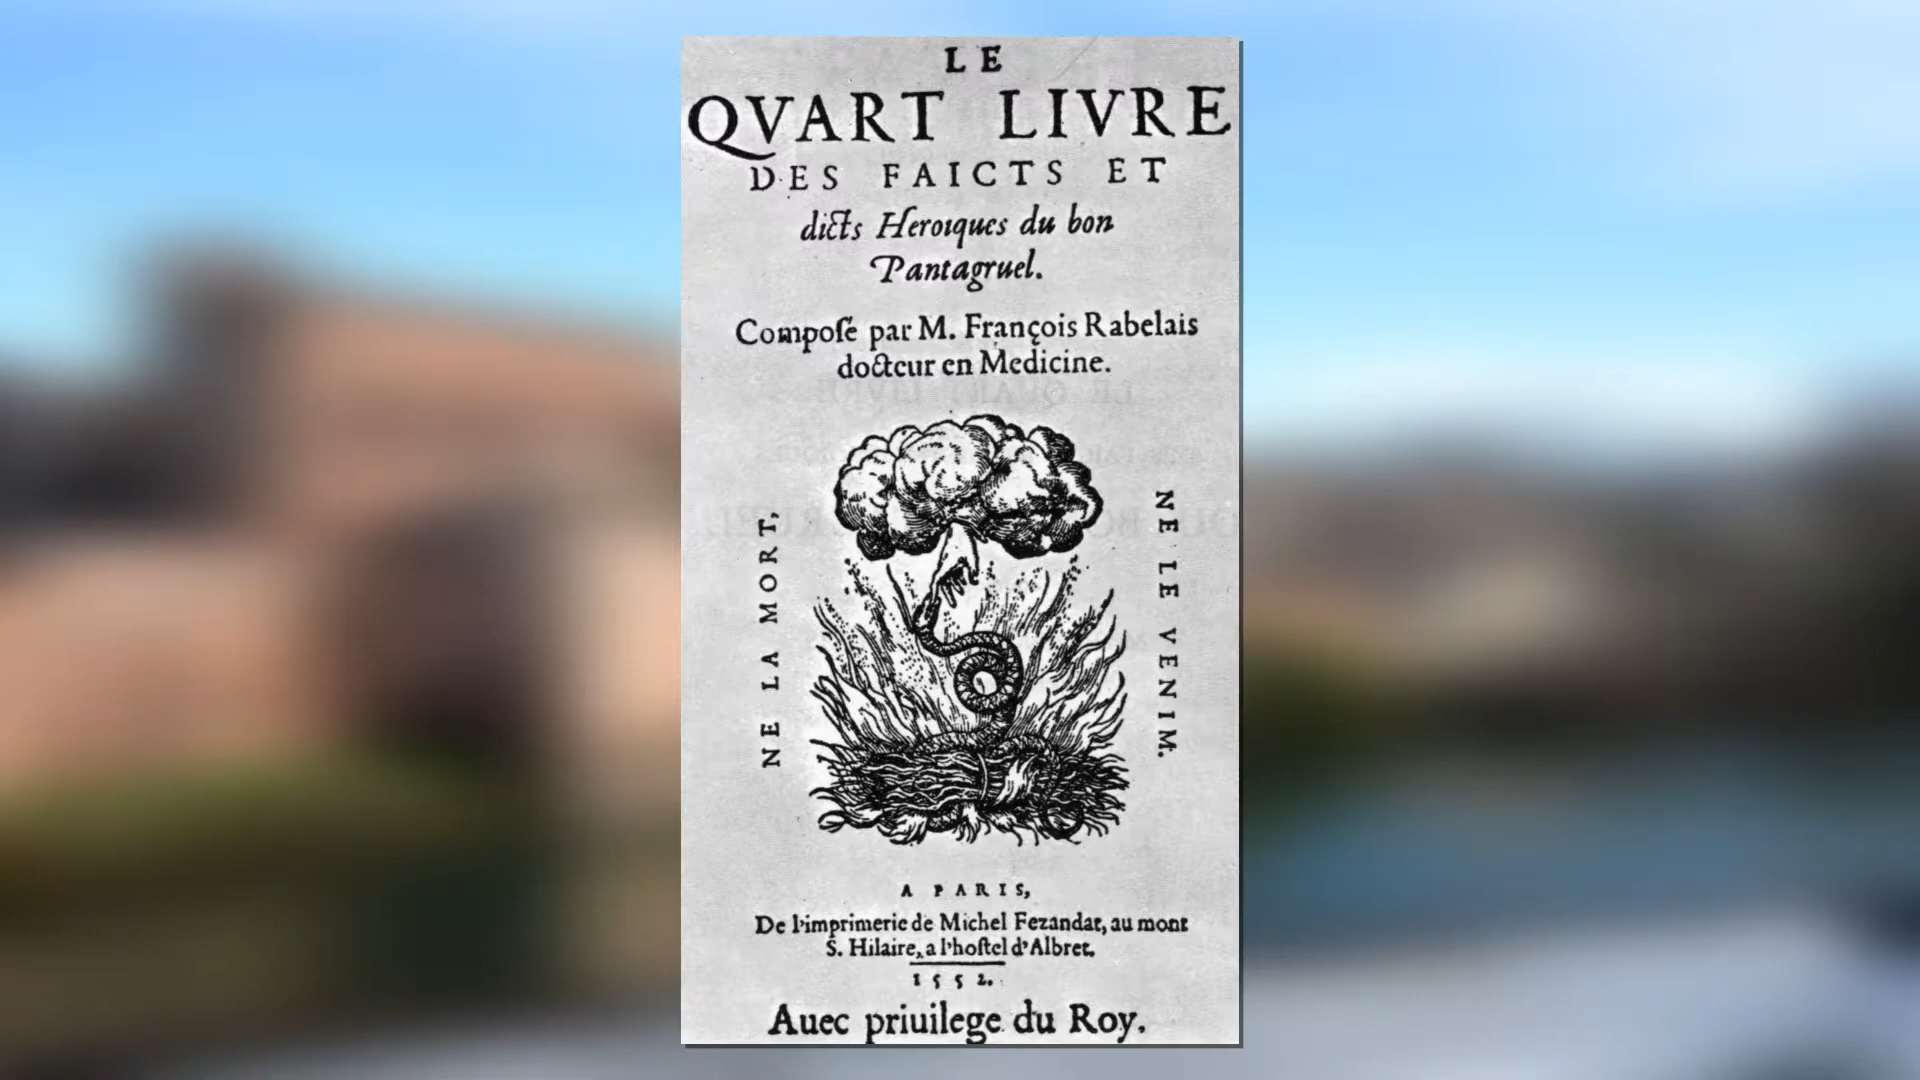 LE
QVART LIVRE
DES FAICTS ET
dicts Heroiques du bon
Pantagruel.
Composé par M. François Rabelais
docteur en Medicine.
NE LA MORT,
NE LE VENIM.
A PARIS,
De l'imprimerie de Michel Fezandat, au mont
S. Hilaire, a l'hostel d'Albret.
1552.
Auec priuilege du Roy.